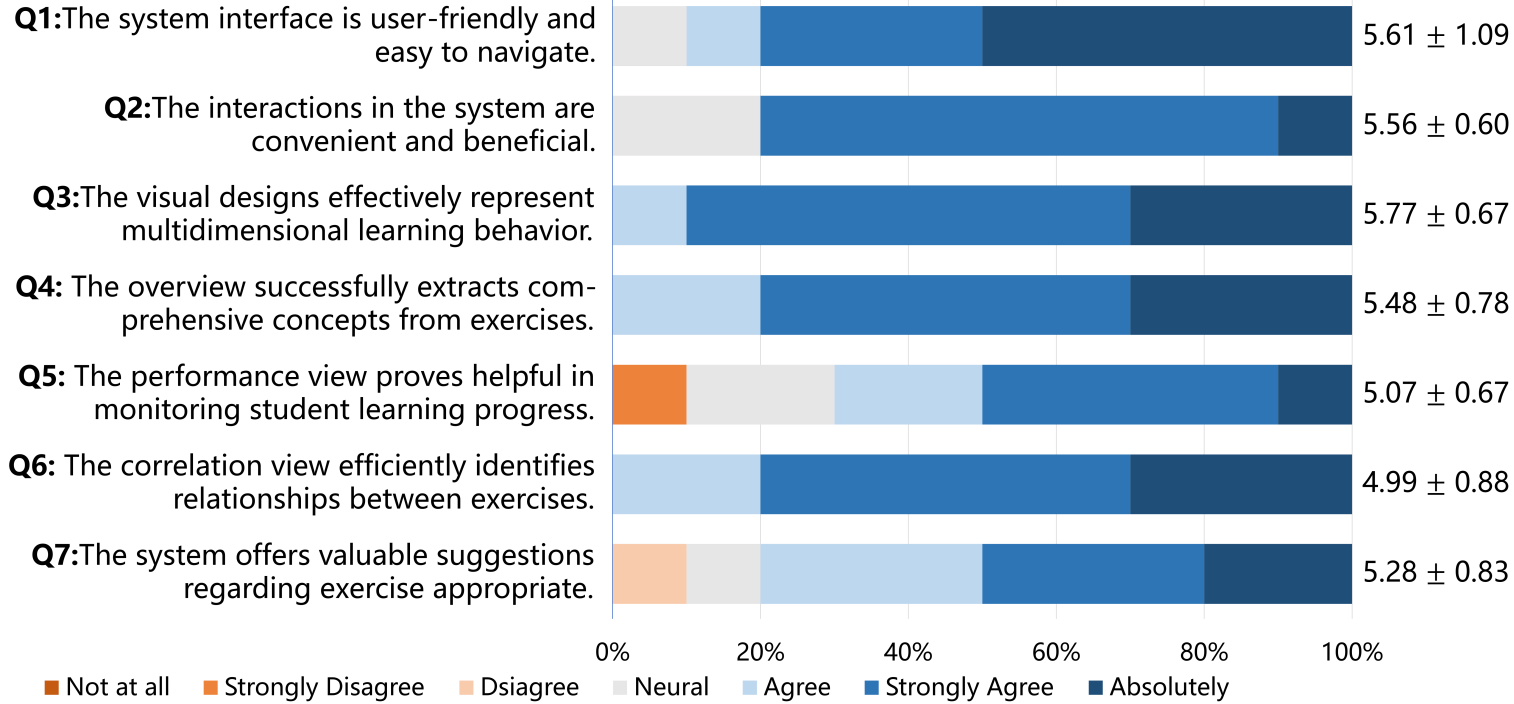 Q1:The system interface is user-friendly and
easy to navigate.
5.61 ± 1.09
Q2:The interactions in the system are
convenient and beneficial.
5.56 ± 0.60
Q3:The visual designs effectively represent
multidimensional learning behavior.
5.77 ± 0.67
Q4: The overview successfully extracts com-
prehensive concepts from exercises.
5.48 ± 0.78
Q5: The performance view proves helpful in
monitoring student learning progress.
5.07 ± 0.67
Q6: The correlation view efficiently identifies
relationships between exercises.
4.99 ± 0.88
Q7:The system offers valuable suggestions
regarding exercise appropriate.
5.28 ± 0.83
0% 20% 40% 60% 80% 100%
Not at all Strongly Disagree Dsiagree Neural Agree Strongly Agree Absolutely